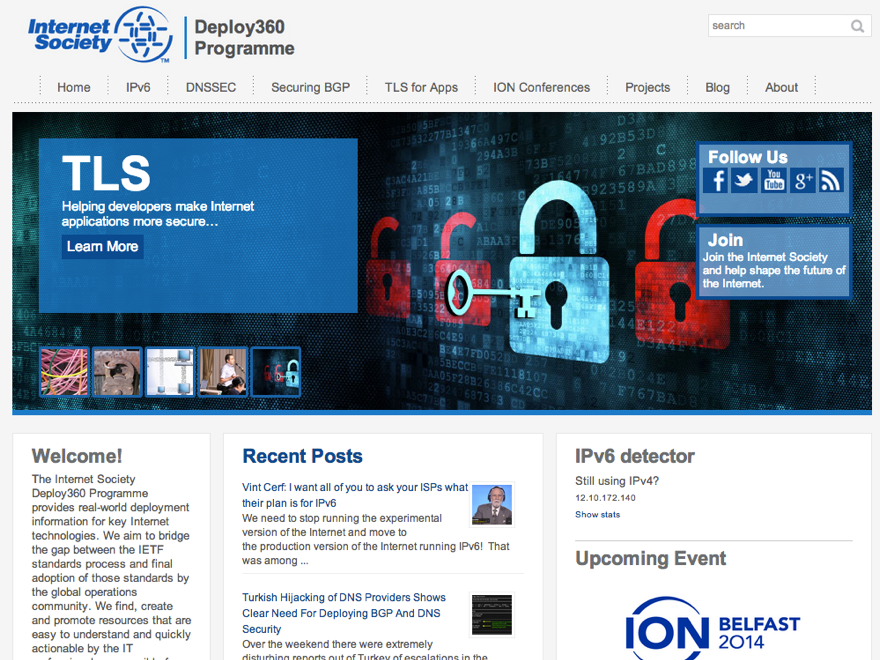 Internet
Society
TM
Deploy360
Programme
search
Home
IPv6
DNSSEC
Securing BGP
TLS for Apps
ION Conferences
Projects
Blog
About
TLS
Helping developers make Internet
applications more secure...
Learn More
Follow Us
You
Tube
g+
Join
Join the Internet Society
and help shape the future of
the Internet.
Welcome!
The Internet Society
Deploy360 Programme
provides real-world deployment
information for key Internet
technologies. We aim to bridge
the gap between the IETF
standards process and final
adoption of those standards by
the global operations
community. We find, create
and promote resources that are
easy to understand and quickly
actionable by the IT
Recent Posts
Vint Cerf: I want all of you to ask your ISPs what
their plan is for IPv6
We need to stop running the experimental
version of the Internet and move to
the production version of the Internet running IPv6! That
was among ...
Turkish Hijacking of DNS Providers Shows
Clear Need For Deploying BGP And DNS
Security
Over the weekend there were extremely
disturbing reports out of Turkey of escalations in the
IPv6 detector
Still using IPv4?
12.10.172.140
Show stats
Upcoming Event
ION BELFAST
2014